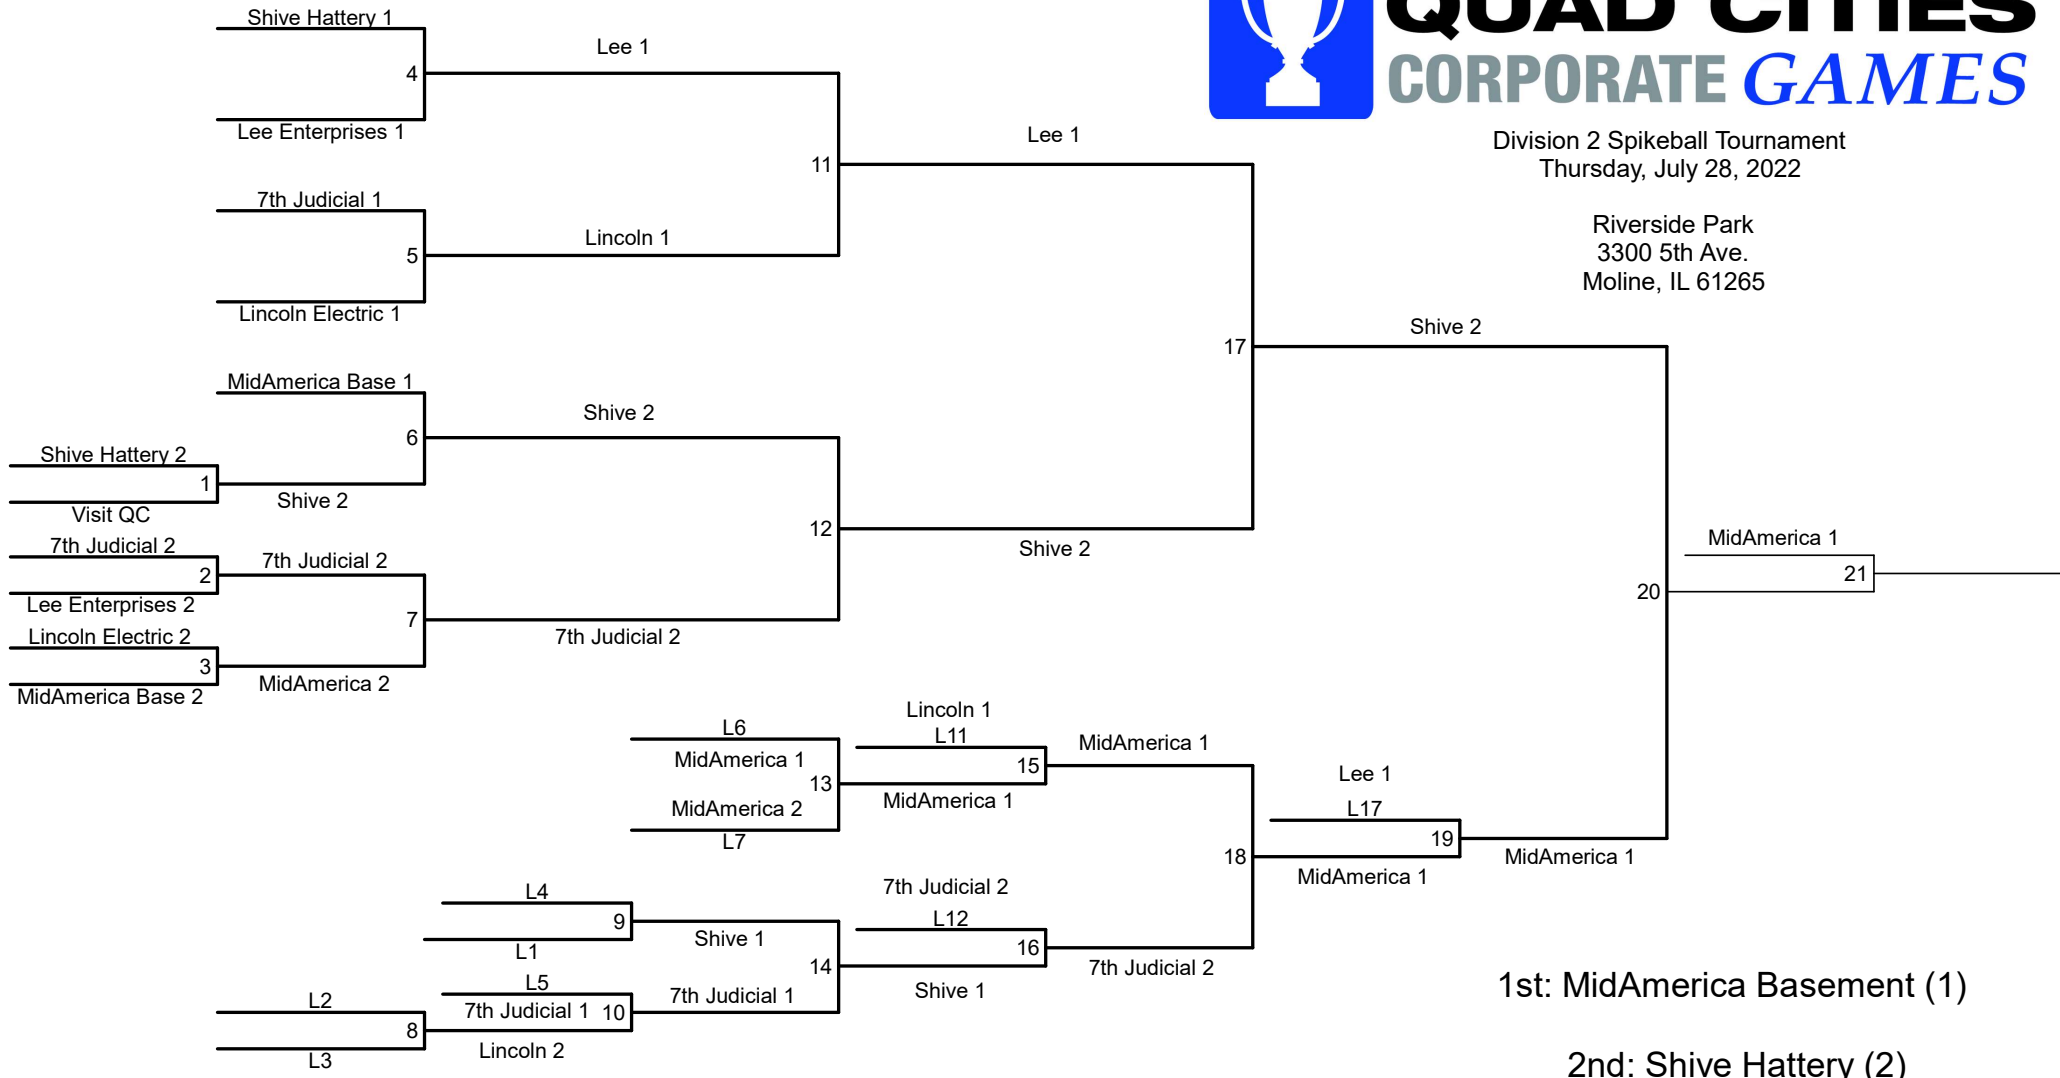 QUAD CITIES
CORPORATE GAMES
Division 2 Spikeball Tournament
Thursday, July 28, 2022
Riverside Park
3300 5th Ave.
Moline, IL 61265
Shive Hattery 1
4
Lee Enterprises 1
Lee 1
7th Judicial 1
5
Lincoln Electric 1
Lincoln 1
11
Lee 1
MidAmerica Base 1
6
Shive Hattery 2
1
Visit QC
Shive 2
Shive 2
7th Judicial 2
2
Lee Enterprises 2
7th Judicial 2
Lincoln Electric 2
3
MidAmerica Base 2
MidAmerica 2
7
7th Judicial 2
12
Shive 2
17
Shive 2
20
MidAmerica 1
21
L6
MidAmerica 1
13
MidAmerica 2
L7
Lincoln 1
L11
15
MidAmerica 1
MidAmerica 1
L4
9
L1
Shive 1
L2
8
L3
L5
7th Judicial 1
10
Lincoln 2
7th Judicial 1
14
7th Judicial 2
L12
16
Shive 1
7th Judicial 2
18
Lee 1
L17
19
MidAmerica 1
MidAmerica 1
1st: MidAmerica Basement (1)
2nd: Shive Hattery (2)